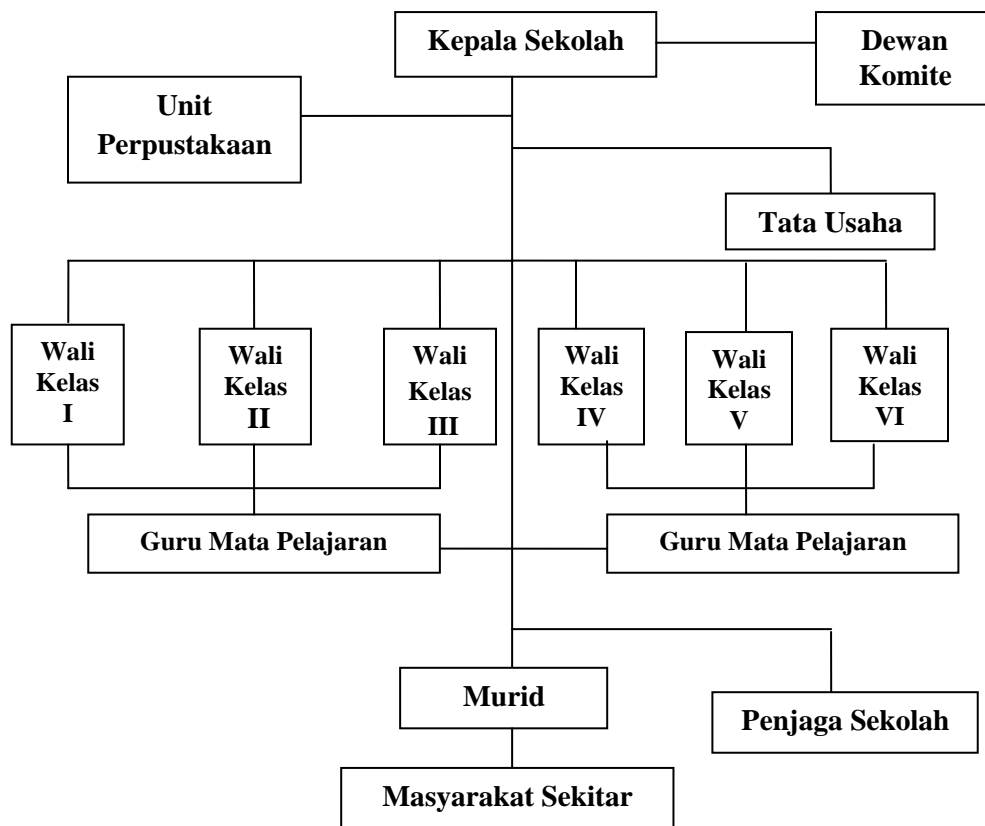 Kepala Sekolah
Dewan
Komite
Unit
Perpustakaan
Tata Usaha
Wali
Kelas
I
Wali
Kelas
II
Wali
Kelas
III
Wali
Kelas
IV
Wali
Kelas
V
Wali
Kelas
VI
Guru Mata Pelajaran
Guru Mata Pelajaran
Murid
Penjaga Sekolah
Masyarakat Sekitar